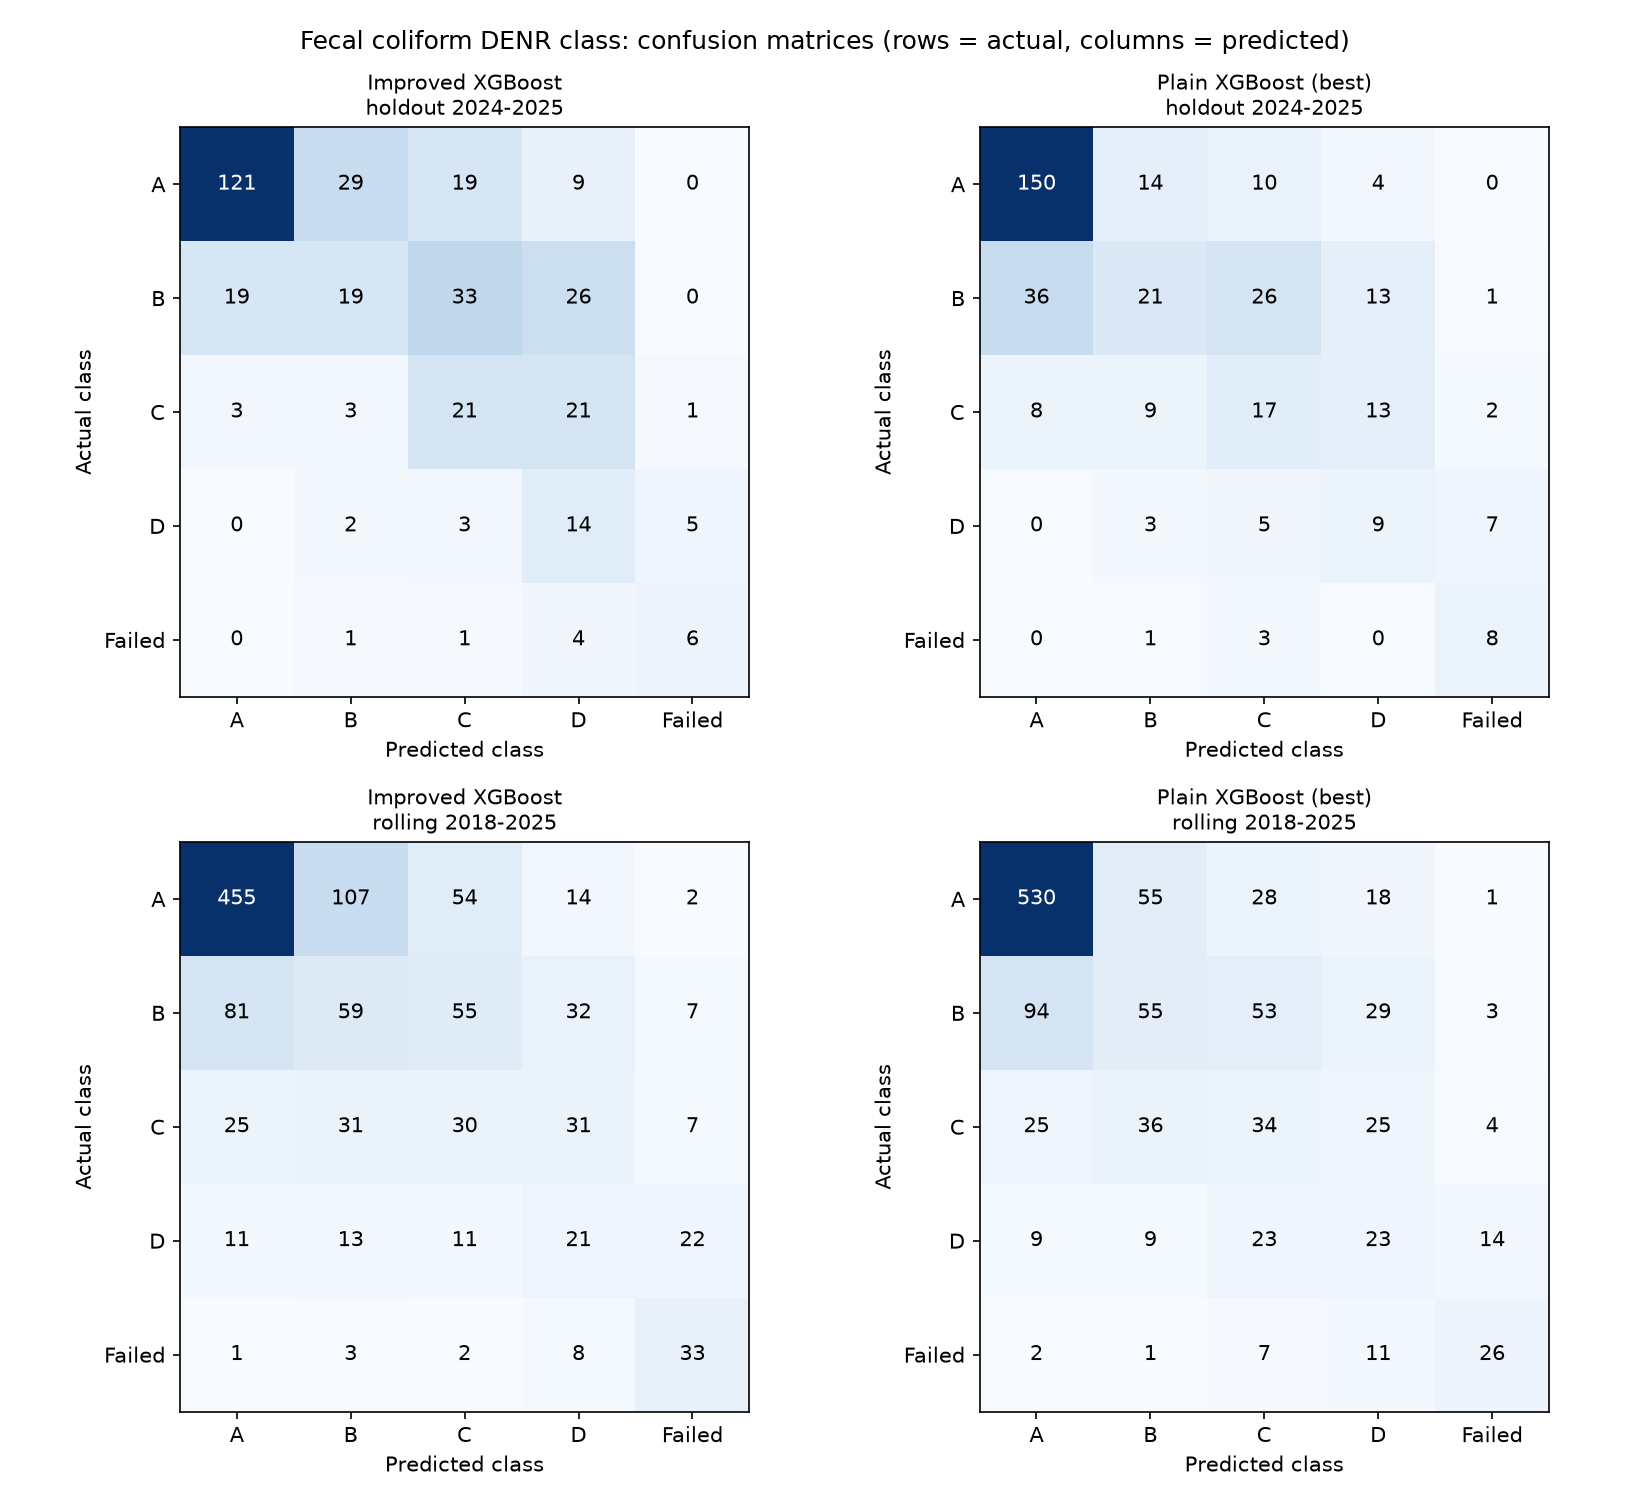 Fecal coliform DENR class: confusion matrices (rows = actual, columns = predicted)
Improved XGBoost
holdout 2024-2025
A 121 29 19 9 0
B 19 19 33 26 0
C 3 3 21 21 1
D 0 2 3 14 5
Failed 0 1 1 4 6
A B C D Failed
Predicted class
Actual class
Plain XGBoost (best)
holdout 2024-2025
A 150 14 10 4 0
B 36 21 26 13 1
C 8 9 17 13 2
D 0 3 5 9 7
Failed 0 1 3 0 8
A B C D Failed
Predicted class
Actual class
Improved XGBoost
rolling 2018-2025
A 455 107 54 14 2
B 81 59 55 32 7
C 25 31 30 31 7
D 11 13 11 21 22
Failed 1 3 2 8 33
A B C D Failed
Predicted class
Actual class
Plain XGBoost (best)
rolling 2018-2025
A 530 55 28 18 1
B 94 55 53 29 3
C 25 36 34 25 4
D 9 9 23 23 14
Failed 2 1 7 11 26
A B C D Failed
Predicted class
Actual class